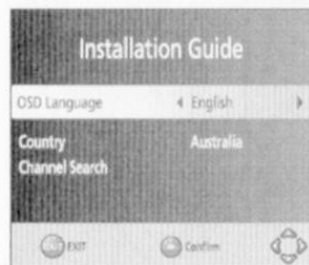 Installation Guide
OSD Language English
Country Australia
Channel Search
EXIT Confirm